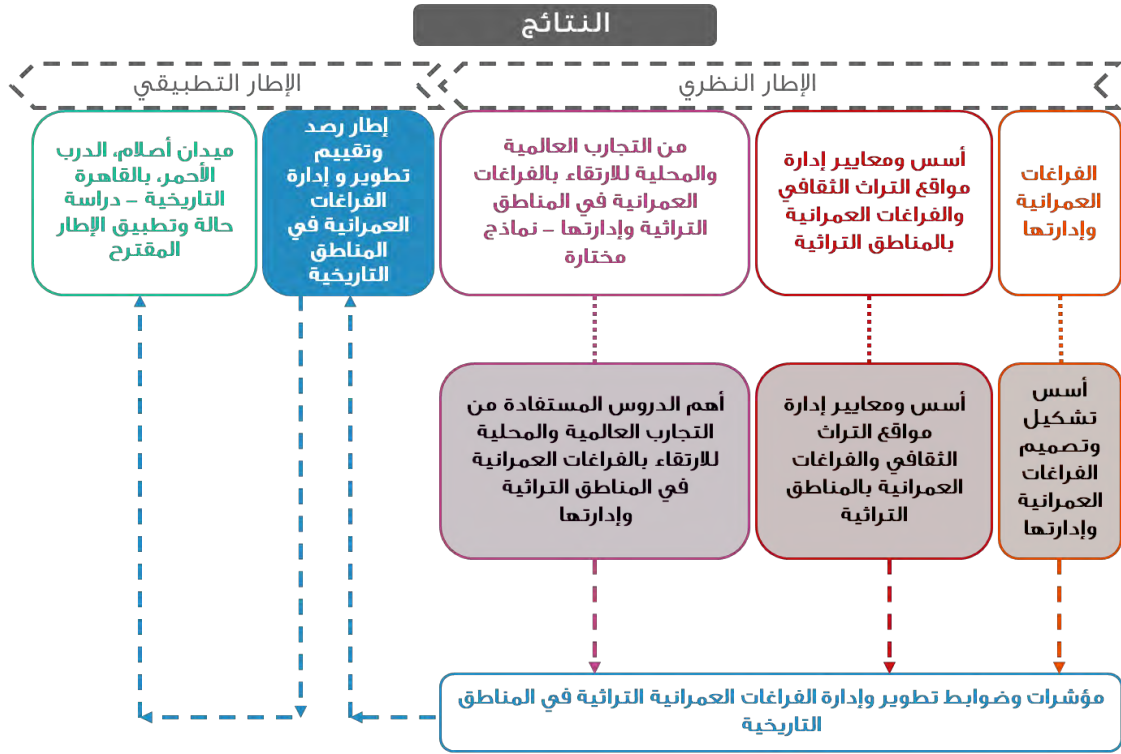 النتائج
الإطار النظري
الإطار التطبيقي
الفراغات
العمرانية
وإدارتها
أسس ومعايير إدارة
مواقع التراث الثقافي
والفراغات العمرانية
بالمناطق التراثية
من التجارب العالمية
والمحلية للارتقاء بالفراغات
العمرانية في المناطق
التراثية وإدارتها – نماذج
مختارة
إطار رصد
وتقييم
تطوير و إدارة
الفراغات
العمرانية في
المناطق
التاريخية
ميدان أصلام، الدرب
الأحمر، بالقاهرة
التاريخية – دراسة
حالة وتطبيق الإطار
المقترح
أسس
تشكيل
وتصميم
الفراغات
العمرانية
وإدارتها
أسس ومعايير إدارة
مواقع التراث
الثقافي والفراغات
العمرانية بالمناطق
التراثية
أهم الدروس المستفادة من
التجارب العالمية والمحلية
للارتقاء بالفراغات العمرانية
في المناطق التراثية
وإدارتها
مؤشرات وضوابط تطوير وإدارة الفراغات العمرانية التراثية في المناطق
التاريخية